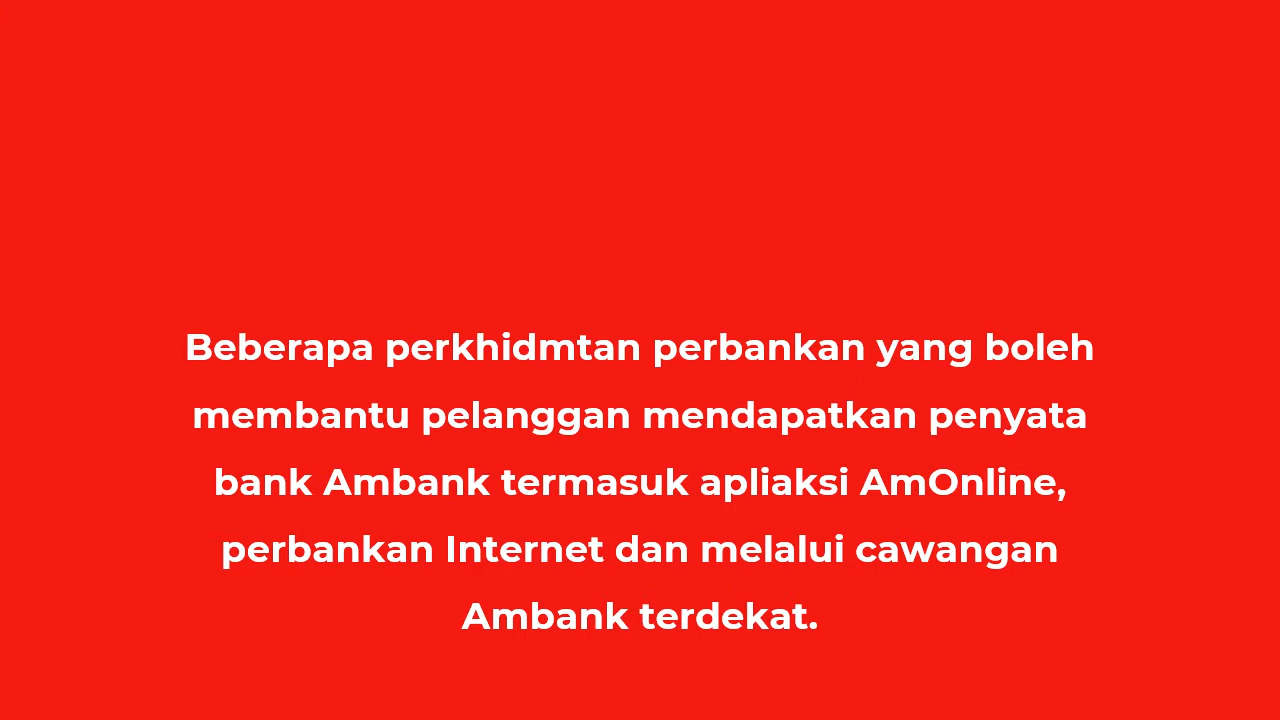 Beberapa perkhidmtan perbankan yang boleh
membantu pelanggan mendapatkan penyata
bank Ambank termasuk apliaksi AmOnline,
perbankan Internet dan melalui cawangan
Ambank terdekat.